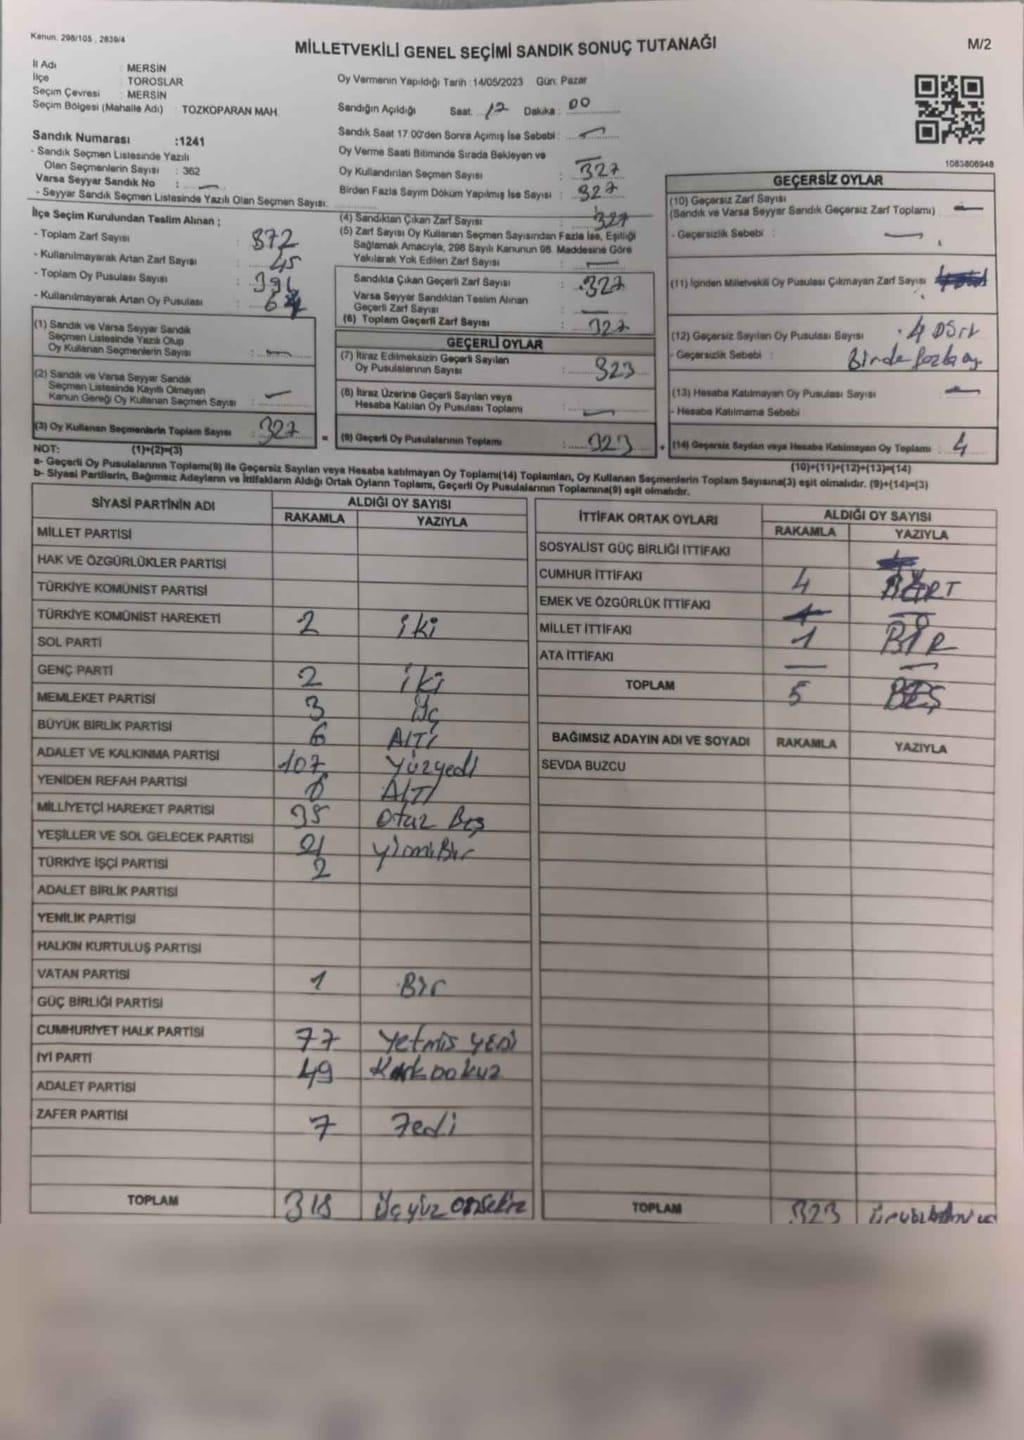 Kanun. 298/105 , 2839/4
MİLLETVEKİLİ GENEL SEÇİMİ SANDIK SONUÇ TUTANAĞI
M/2
İl Adı : MERSİN
İlçe : TOROSLAR
Seçim Çevresi : MERSİN
Seçim Bölgesi (Mahalle Adı) : TOZKOPARAN MAH.
Sandık Numarası :1241
- Sandık Seçmen Listesinde Yazılı
Olan Seçmenlerin Sayısı : 362
Varsa Seyyar Sandık No : —
- Seyyar Sandık Seçmen Listesinde Yazılı Olan Seçmen Sayısı:
Oy Vermenin Yapıldığı Tarih :14/05/2023 Gün: Pazar
Sandığın Açıldığı Saat: 17 Dakika : 00
Sandık Saat 17:00'den Sonra Açımış İse Sebebi : —
Oy Verme Saati Bitiminde Sırada Bekleyen ve : —
Oy Kullandırılan Seçmen Sayısı : 327
Birden Fazla Sayım Döküm Yapılmış İse Sayısı : 327
1083806948
İlçe Seçim Kurulundan Teslim Alınan ;
- Toplam Zarf Sayısı : 372
- Kullanılmayarak Artan Zarf Sayısı : 45
- Toplam Oy Pusulası Sayısı : 391
- Kullanılmayarak Artan Oy Pusulası : 64
(1) Sandık ve Varsa Seyyar Sandık
Seçmen Listesinde Yazılı Olup
Oy Kullanan Seçmenlerin Sayısı : —
(2) Sandık ve Varsa Seyyar Sandık
Seçmen Listesinde Kayıtlı Olmayan
Kanun Gereği Oy Kullanan Seçmen Sayısı : —
(3) Oy Kullanan Seçmenlerin Toplam Sayısı : 327
(4) Sandıktan Çıkan Zarf Sayısı : 327
(5) Zarf Sayısı Oy Kullanan Seçmen Sayısından Fazla İse, Eşitliği
Sağlamak Amacıyla, 298 Sayılı Kanunun 98. Maddesine Göre
Yakılarak Yok Edilen Zarf Sayısı : —
Sandıkta Çıkan Geçerli Zarf Sayısı : 327
Varsa Seyyar Sandıktan Teslim Alınan
Geçerli Zarf Sayısı : —
(6) Toplam Geçerli Zarf Sayısı : 327
GEÇERLİ OYLAR
(7) İtiraz Edilmeksizin Geçerli Sayılan
Oy Pusulasının Sayısı : 323
(8) İtiraz Üzerine Geçerli Sayılan veya
Hesaba Katılan Oy Pusulası Toplamı : —
= (9) Geçerli Oy Pusulalarının Toplamı : 323
GEÇERSİZ OYLAR
(10) Geçersiz Zarf Sayısı : —
(Sandık ve Varsa Seyyar Sandık Geçersiz Zarf Toplamı)
- Geçersizlik Sebebi : —
(11) İçinden Milletvekili Oy Pusulası Çıkmayan Zarf Sayısı
(12) Geçersiz Sayılan Oy Pusulası Sayısı : 4 DÖrt
- Geçersizlik Sebebi : Birden fazla oy
(13) Hesaba Katılmayan Oy Pusulası Sayısı : —
- Hesaba Katılmama Sebebi
+ (14) Geçersiz Sayılan veya Hesaba Katılmayan Oy Toplamı : 4
NOT: (1)+(2)=(3)
(10)+(11)+(12)+(13)=(14)
a- Geçerli Oy Pusulalarının Toplamı(9) ile Geçersiz Sayılan veya Hesaba katılmayan Oy Toplamı(14) Toplamları, Oy Kullanan Seçmenlerin Toplam Sayısına(3) eşit olmalıdır. (9)+(14)=(3)
b- Siyasi Partilerin, Bağımsız Adayların ve İttifakların Aldığı Ortak Oyların Toplamı, Geçerli Oy Pusulalarının Toplamına(9) eşit olmalıdır.
SİYASİ PARTİNİN ADI ALDIĞI OY SAYISI
RAKAMLA YAZIYLA
MİLLET PARTİSİ
HAK VE ÖZGÜRLÜKLER PARTİSİ
TÜRKİYE KOMÜNİST PARTİSİ
TÜRKİYE KOMÜNİST HAREKETİ 2 iki
SOL PARTİ
GENÇ PARTİ 2 iki
MEMLEKET PARTİSİ 3 Üç
BÜYÜK BİRLİK PARTİSİ 6 AlTı
ADALET VE KALKINMA PARTİSİ 107 yüzyedi
YENİDEN REFAH PARTİSİ 6 AlTı
MİLLİYETÇİ HAREKET PARTİSİ 35 otuz Beş
YEŞİLLER VE SOL GELECEK PARTİSİ 21 yirmiBir
TÜRKİYE İŞÇİ PARTİSİ 2
ADALET BİRLİK PARTİSİ
YENİLİK PARTİSİ
HALKIN KURTULUŞ PARTİSİ
VATAN PARTİSİ 1 Bir
GÜÇ BİRLİĞİ PARTİSİ
CUMHURİYET HALK PARTİSİ 77 Yetmiş YEDİ
İYİ PARTİ 49 Kırk Dokuz
ADALET PARTİSİ
ZAFER PARTİSİ 7 Yedi
TOPLAM 318 Üçyüz onsekiz
İTTİFAK ORTAK OYLARI ALDIĞI OY SAYISI
RAKAMLA YAZIYLA
SOSYALİST GÜÇ BİRLİĞİ İTTİFAKI
CUMHUR İTTİFAKI 4 DÖRT
EMEK VE ÖZGÜRLÜK İTTİFAKI
MİLLET İTTİFAKI 1 BİR
ATA İTTİFAKI — —
TOPLAM 5 BEŞ
BAĞIMSIZ ADAYIN ADI VE SOYADI RAKAMLA YAZIYLA
SEVDA BUZCU
TOPLAM 323